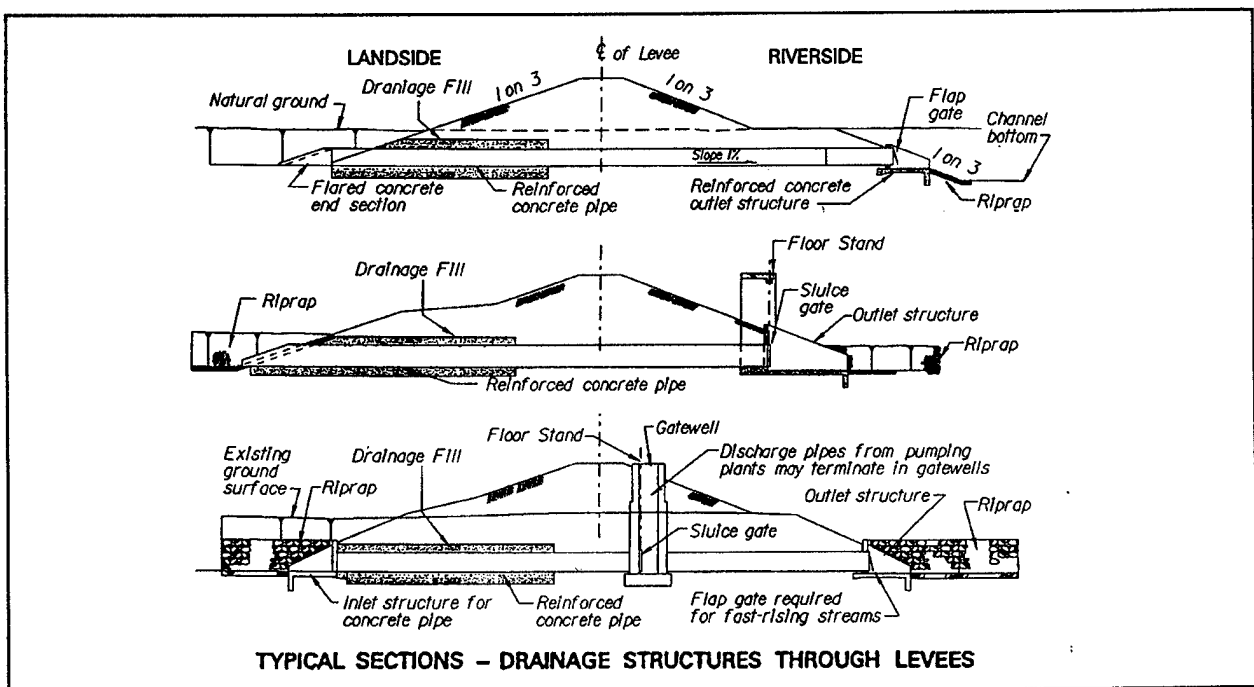 LANDSIDE
℄ of Levee
RIVERSIDE
Draniage Fill
1 on 3
1 on 3
Natural ground
Flap
gate
Channel
bottom
Slope 1%
1 on 3
Flared concrete
end section
Reinforced
concrete pipe
Reinforced concrete
outlet structure
Riprap
Floor Stand
Drainage Fill
Riprap
Sluice
gate
Outlet structure
Riprap
Reinforced concrete pipe
Floor Stand
Gatewell
Existing
ground
surface
Drainage Fill
Discharge pipes from pumping
plants may terminate in gatewells
Riprap
Outlet structure
Riprap
Sluice gate
Inlet structure for
concrete pipe
Reinforced
concrete pipe
Flap gate required
for fast-rising streams
TYPICAL SECTIONS – DRAINAGE STRUCTURES THROUGH LEVEES